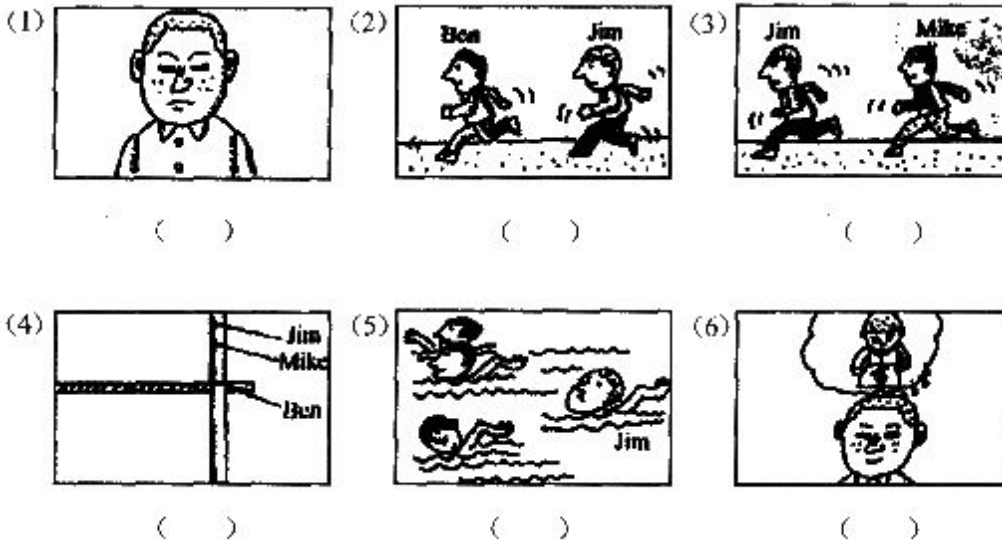 (1) (2) Ben Jim (3) Jim Mike
( ) ( ) ( )
(4) Jim Mike Ben (5) Jim (6)
( ) ( ) ( )